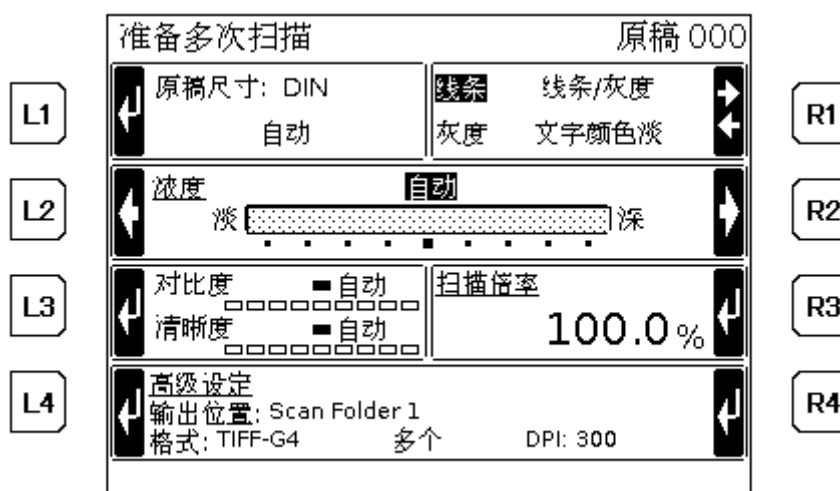 准备多次扫描 原稿 000
L1 原稿尺寸: DIN 线条 线条/灰度 R1
自动 灰度 文字颜色淡
浓度 自动
L2 淡 深 R2
对比度 自动 扫描倍率
L3 清晰度 自动 100.0 % R3
高级设定
L4 输出位置: Scan Folder 1 R4
格式: TIFF-G4 多个 DPI: 300